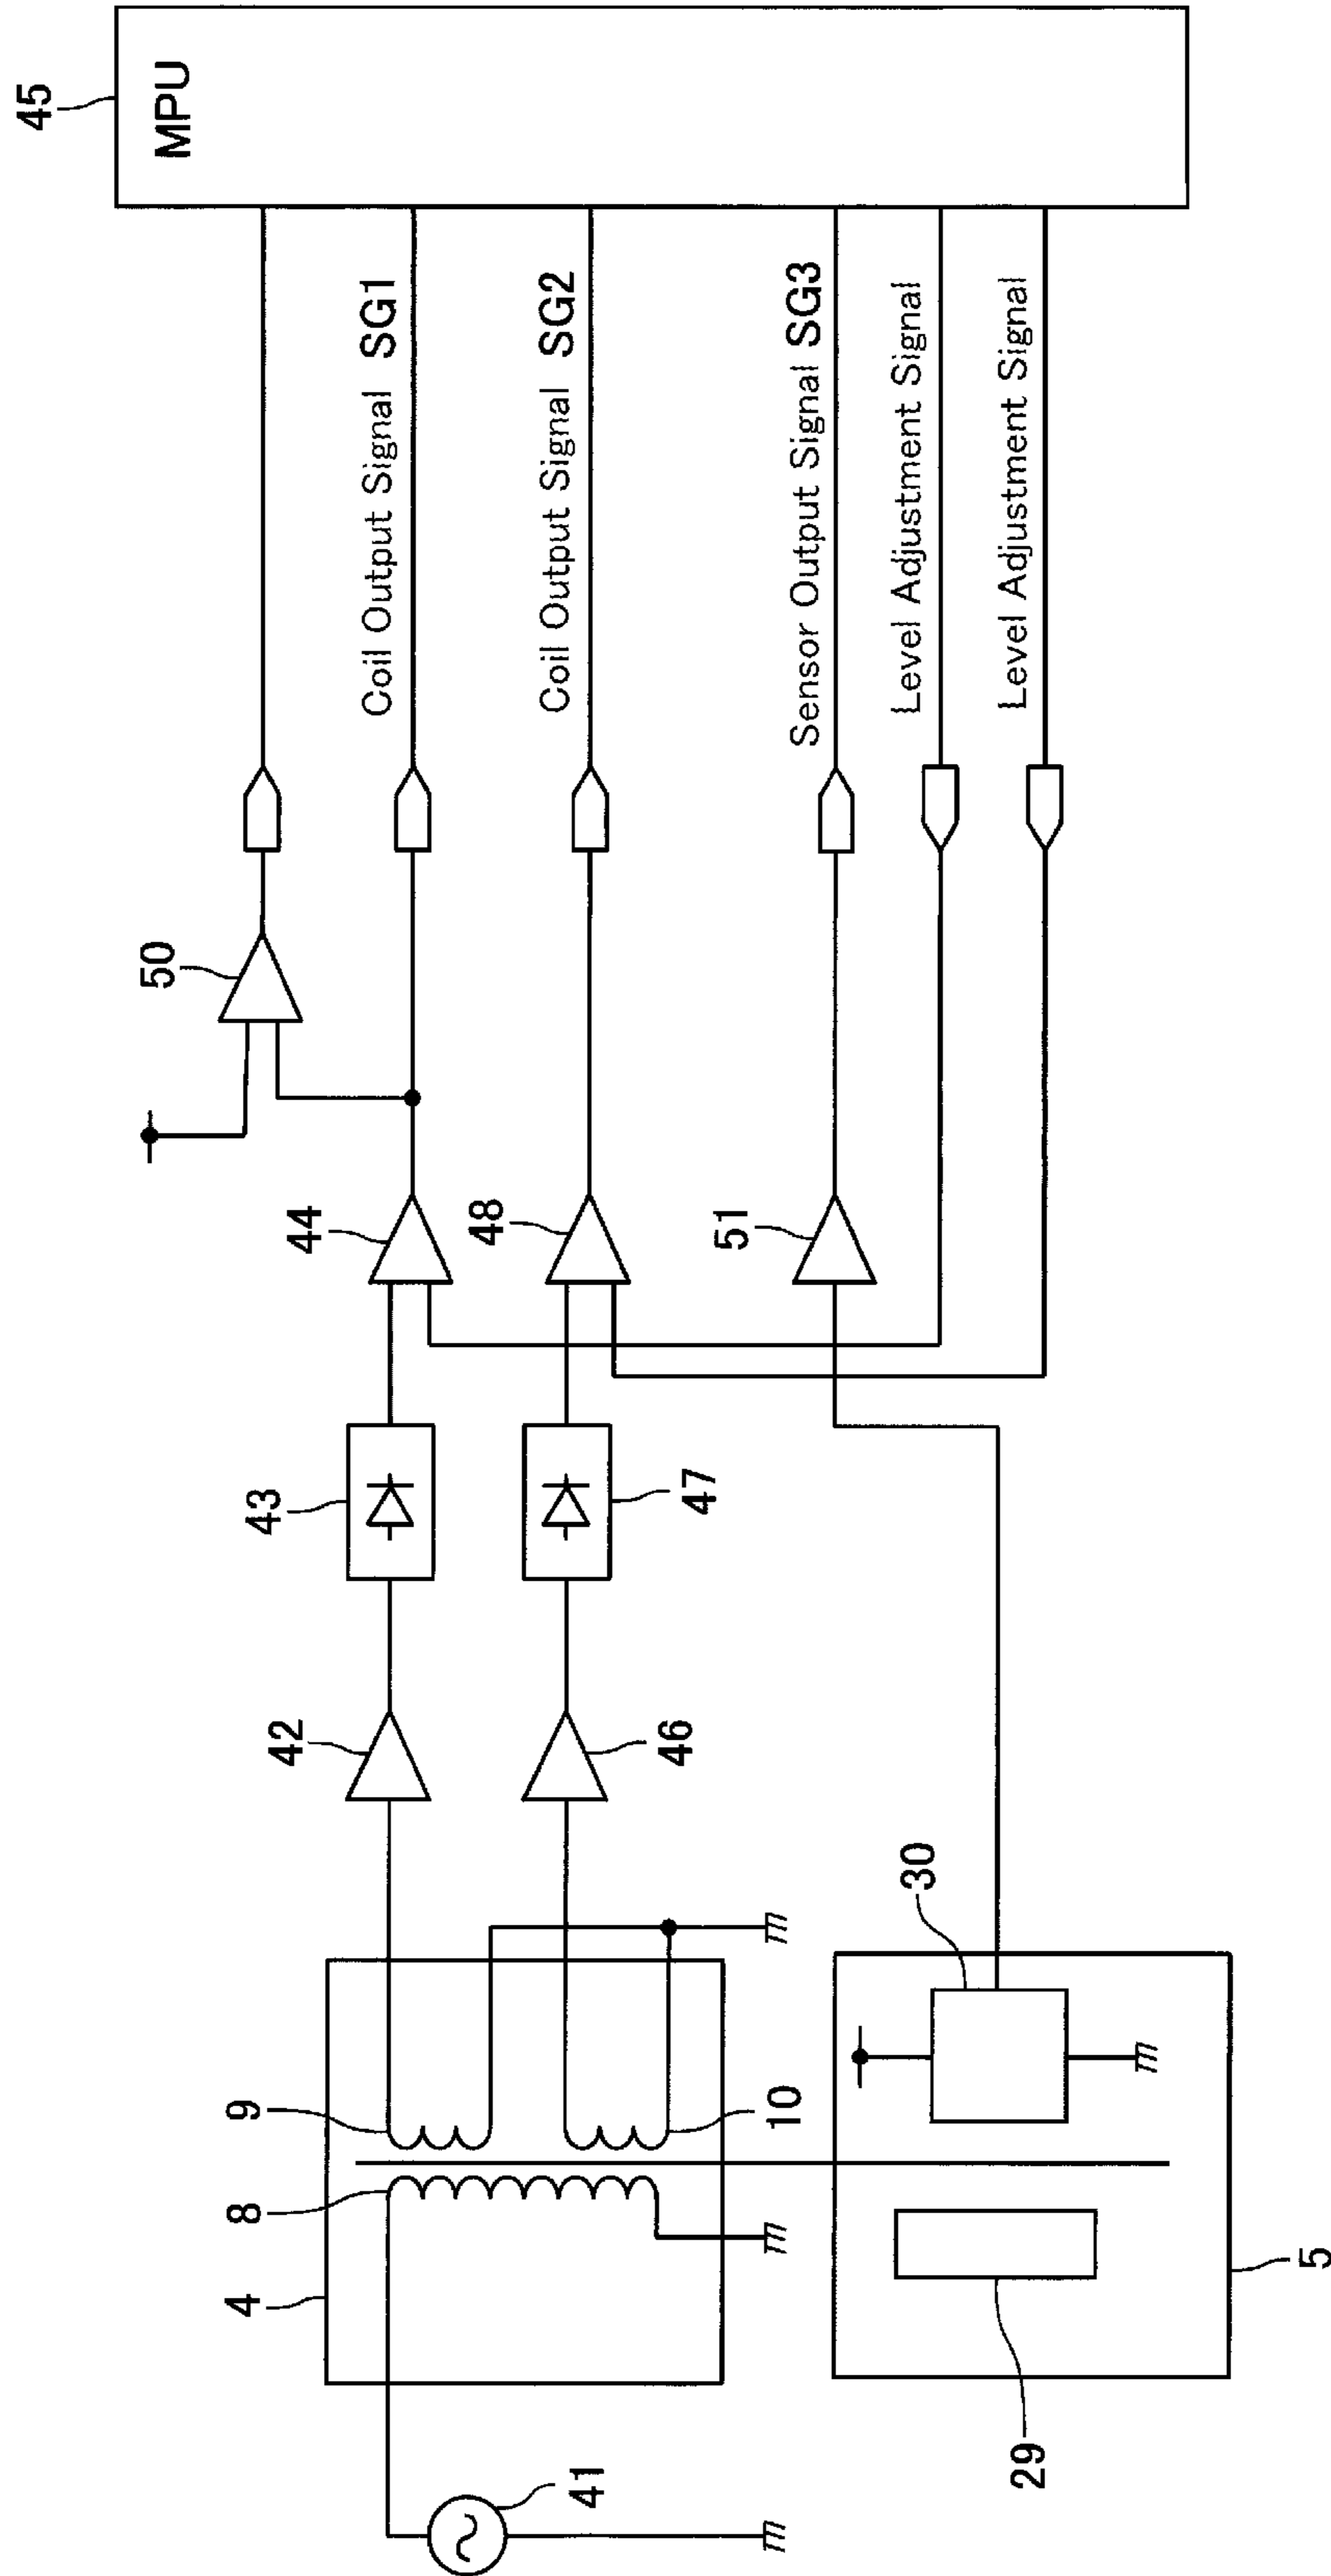 45
MPU
50
Coil Output Signal SG1
Coil Output Signal SG2
Sensor Output Signal SG3
Level Adjustment Signal
Level Adjustment Signal
44
48
51
43
47
42
46
30
9
10
8
4
5
29
41